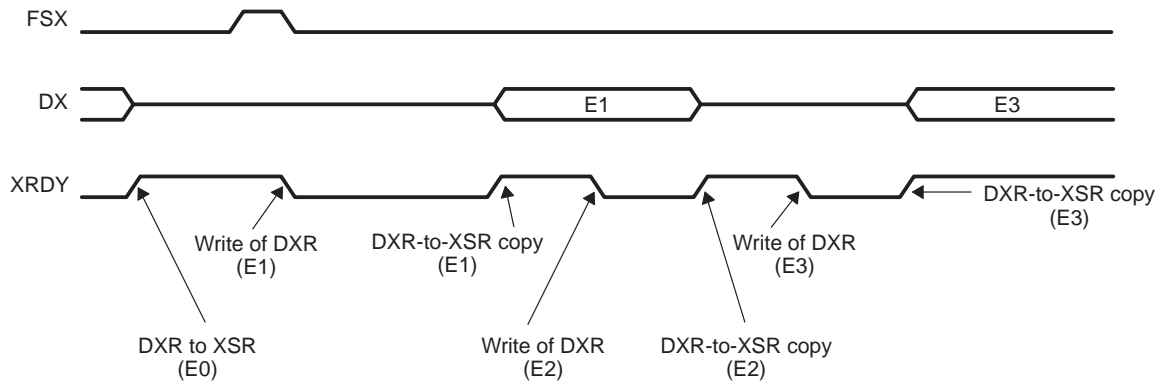 FSX
DX
E1
E3
XRDY
Write of DXR
(E1)
DXR-to-XSR copy
(E1)
Write of DXR
(E3)
DXR-to-XSR copy
(E3)
DXR to XSR
(E0)
Write of DXR
(E2)
DXR-to-XSR copy
(E2)